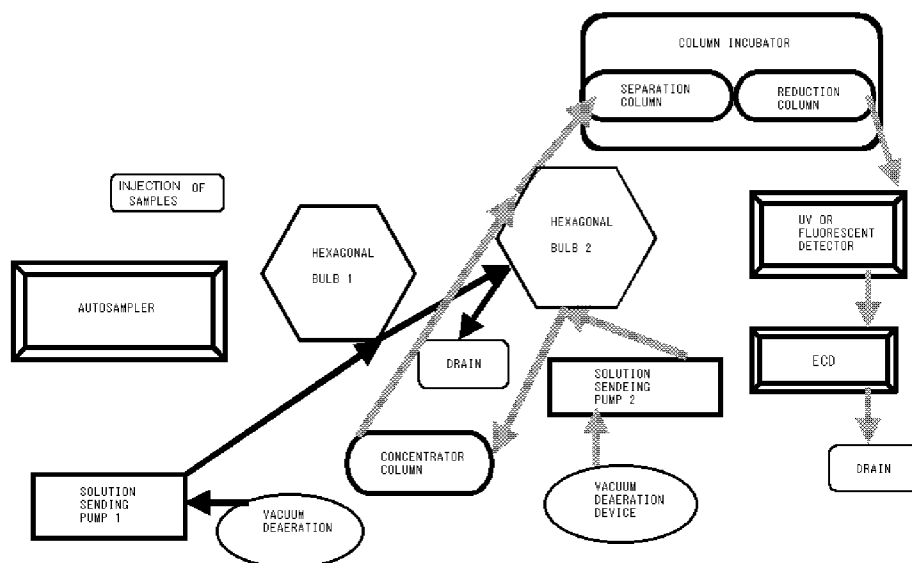 COLUMN INCUBATOR
SEPARATION
COLUMN
REDUCTION
COLUMN
INJECTION OF
SAMPLES
HEXAGONAL
BULB 1
HEXAGONAL
BULB 2
UV OR
FLUORESCENT
DETECTOR
AUTOSAMPLER
DRAIN
SOLUTION
SENDEING
PUMP 2
ECD
CONCENTRATOR
COLUMN
DRAIN
SOLUTION
SENDING
PUMP 1
VACUUM
DEAERATION
VACUUM
DEAERATION
DEVICE